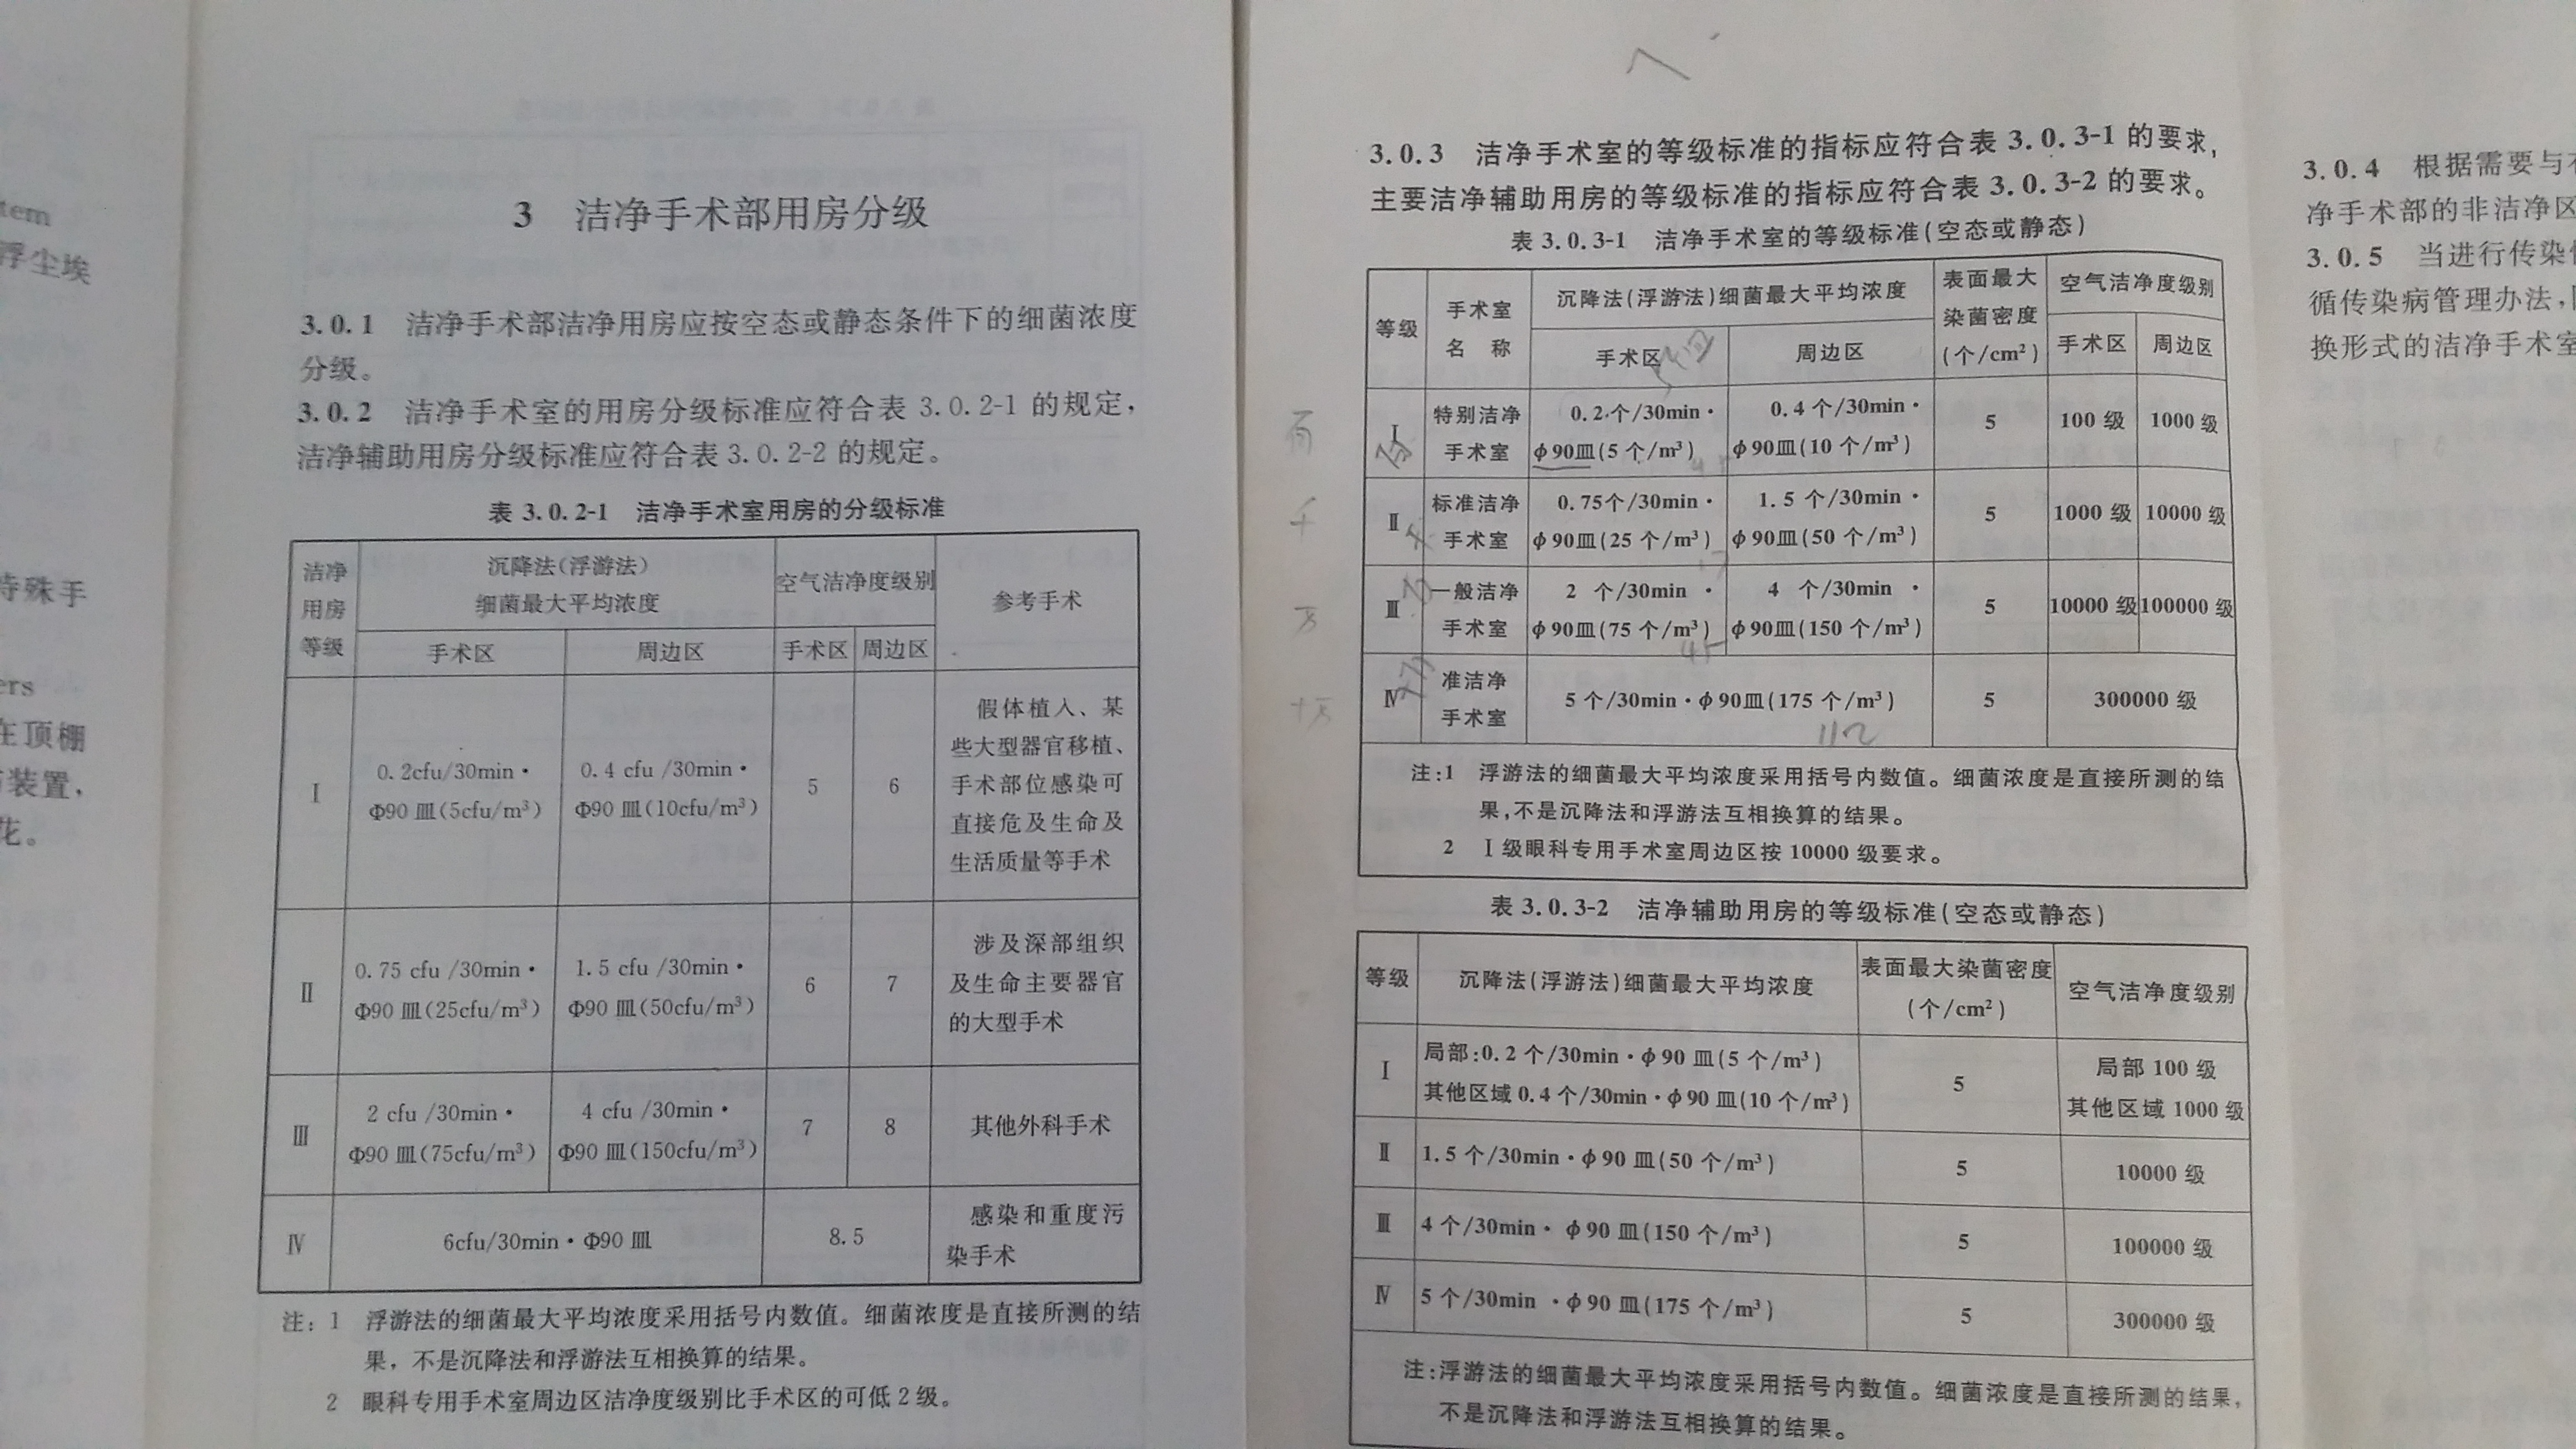 tem
浮尘埃
特殊手
ers
在顶棚
装置，
花。
3 洁净手术部用房分级
3.0.1 洁净手术部洁净用房应按空态或静态条件下的细菌浓度
分级。
3.0.2 洁净手术室的用房分级标准应符合表 3.0.2-1 的规定，
洁净辅助用房分级标准应符合表 3.0.2-2 的规定。
表 3.0.2-1 洁净手术室用房的分级标准
洁净 用房 等级 沉降法（浮游法） 细菌最大平均浓度 空气洁净度级别 参考手术
手术区 周边区 手术区 周边区
Ⅰ 0.2cfu/30min· Φ90 皿（5cfu/m³） 0.4 cfu /30min· Φ90 皿（10cfu/m³） 5 6 假体植入、某
些大型器官移植、
手术部位感染可
直接危及生命及
生活质量等手术
Ⅱ 0.75 cfu /30min· Φ90 皿（25cfu/m³） 1.5 cfu /30min· Φ90 皿（50cfu/m³） 6 7 涉及深部组织
及生命主要器官
的大型手术
Ⅲ 2 cfu /30min· Φ90 皿（75cfu/m³） 4 cfu /30min· Φ90 皿（150cfu/m³） 7 8 其他外科手术
Ⅳ 6cfu/30min·Φ90 皿 8.5 感染和重度污
染手术
注：1 浮游法的细菌最大平均浓度采用括号内数值。细菌浓度是直接所测的结
果，不是沉降法和浮游法互相换算的结果。
2 眼科专用手术室周边区洁净度级别比手术区的可低 2 级。
3.0.3 洁净手术室的等级标准的指标应符合表 3.0.3-1 的要求，
主要洁净辅助用房的等级标准的指标应符合表 3.0.3-2 的要求。
表 3.0.3-1 洁净手术室的等级标准（空态或静态）
等级 手术室 名 称 沉降法（浮游法）细菌最大平均浓度 表面最大 染菌密度 （个/cm²） 空气洁净度级别
手术区 周边区 手术区 周边区
Ⅰ 特别洁净 手术室 0.2个/30min· φ90皿（5 个/m³） 0.4 个/30min· φ90皿（10 个/m³） 5 100 级 1000 级
Ⅱ 标准洁净 手术室 0.75个/30min· φ90皿（25 个/m³） 1.5 个/30min· φ90皿（50 个/m³） 5 1000 级 10000 级
Ⅲ 一般洁净 手术室 2 个/30min · φ90皿（75 个/m³） 4 个/30min · φ90皿（150 个/m³） 5 10000 级 100000 级
Ⅳ 准洁净 手术室 5 个/30min·φ90皿（175 个/m³） 5 300000 级
百
千
万
十万
45
112
注：1 浮游法的细菌最大平均浓度采用括号内数值。细菌浓度是直接所测的结
果，不是沉降法和浮游法互相换算的结果。
2 Ⅰ级眼科专用手术室周边区按 10000 级要求。
表 3.0.3-2 洁净辅助用房的等级标准（空态或静态）
等级 沉降法（浮游法）细菌最大平均浓度 表面最大染菌密度 （个/cm²） 空气洁净度级别
Ⅰ 局部：0.2 个/30min·φ90 皿（5 个/m³） 其他区域 0.4 个/30min·φ90 皿（10 个/m³） 5 局部 100 级 其他区域 1000 级
Ⅱ 1.5 个/30min·φ90 皿（50 个/m³） 5 10000 级
Ⅲ 4 个/30min· φ90 皿（150 个/m³） 5 100000 级
Ⅳ 5 个/30min ·φ90 皿（175 个/m³） 5 300000 级
注：浮游法的细菌最大平均浓度采用括号内数值。细菌浓度是直接所测的结果，
不是沉降法和浮游法互相换算的结果。
3.0.4 根据需要与
净手术部的非洁净区
3.0.5 当进行传染
循传染病管理办法，
换形式的洁净手术室